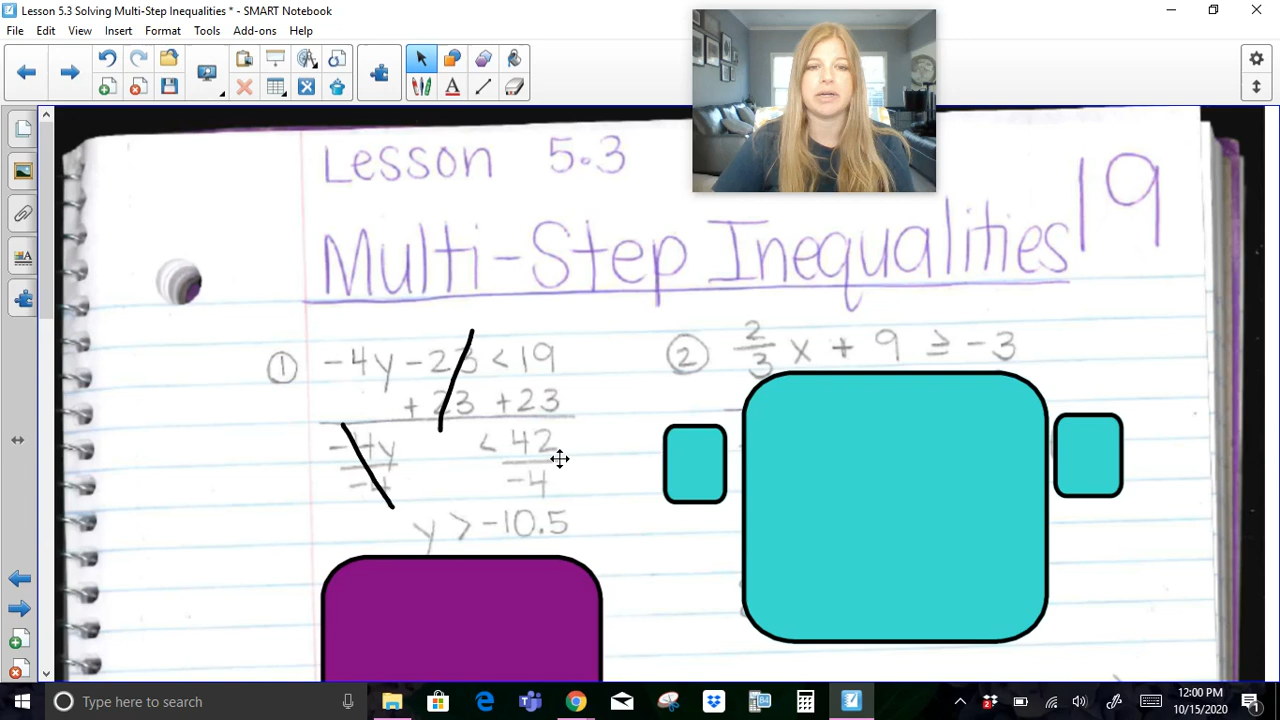 Lesson 5.3 Solving Multi-Step Inequalities * - SMART Notebook
File Edit View Insert Format Tools Add-ons Help
Lesson 5.3
19
Multi-Step Inequalities
① -4y - 23 < 19
+ 23 +23
-4y < 42
-4 -4
y > -10.5
② 2/3 x + 9 ≥ -3
Type here to search
12:00 PM
10/15/2020